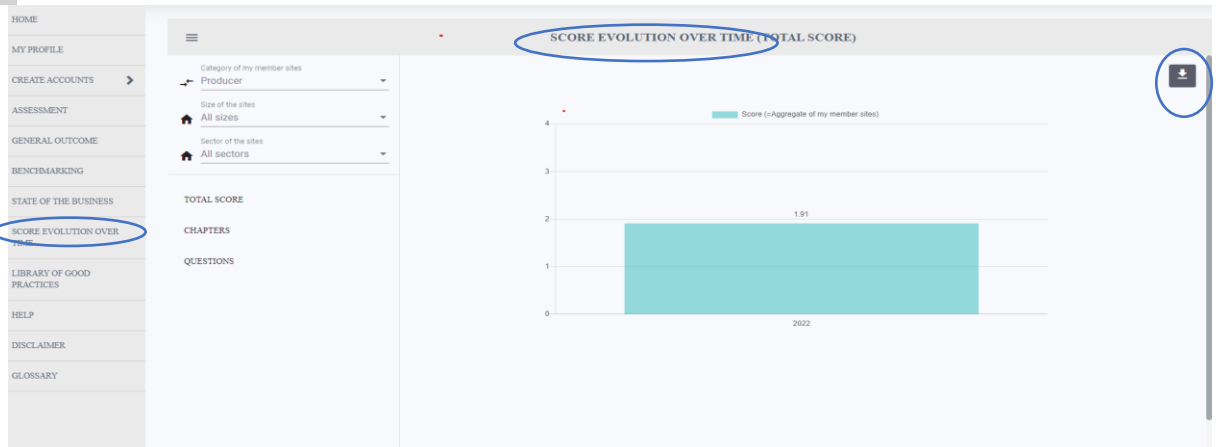 HOME
MY PROFILE
CREATE ACCOUNTS
ASSESSMENT
GENERAL OUTCOME
BENCHMARKING
STATE OF THE BUSINESS
SCORE EVOLUTION OVER
TIME
LIBRARY OF GOOD
PRACTICES
HELP
DISCLAIMER
GLOSSARY
SCORE EVOLUTION OVER TIME (TOTAL SCORE)
Category of my member sites
Producer
Size of the sites
All sizes
Sector of the sites
All sectors
TOTAL SCORE
CHAPTERS
QUESTIONS
Score (=Aggregate of my member sites)
4
3
2
1
0
1.91
2022